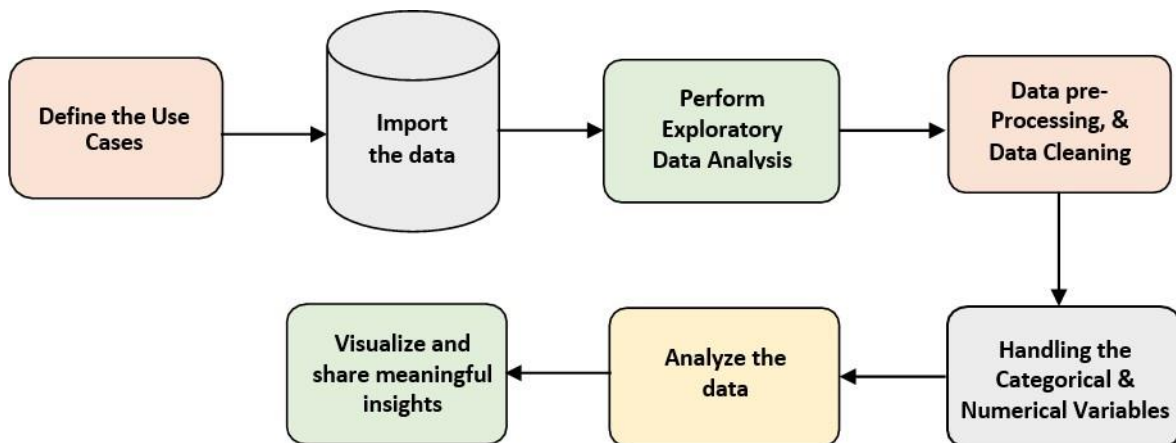 Define the Use
Cases
Import
the data
Perform
Exploratory
Data Analysis
Data pre-
Processing, &
Data Cleaning
Handling the
Categorical &
Numerical Variables
Analyze the
data
Visualize and
share meaningful
insights